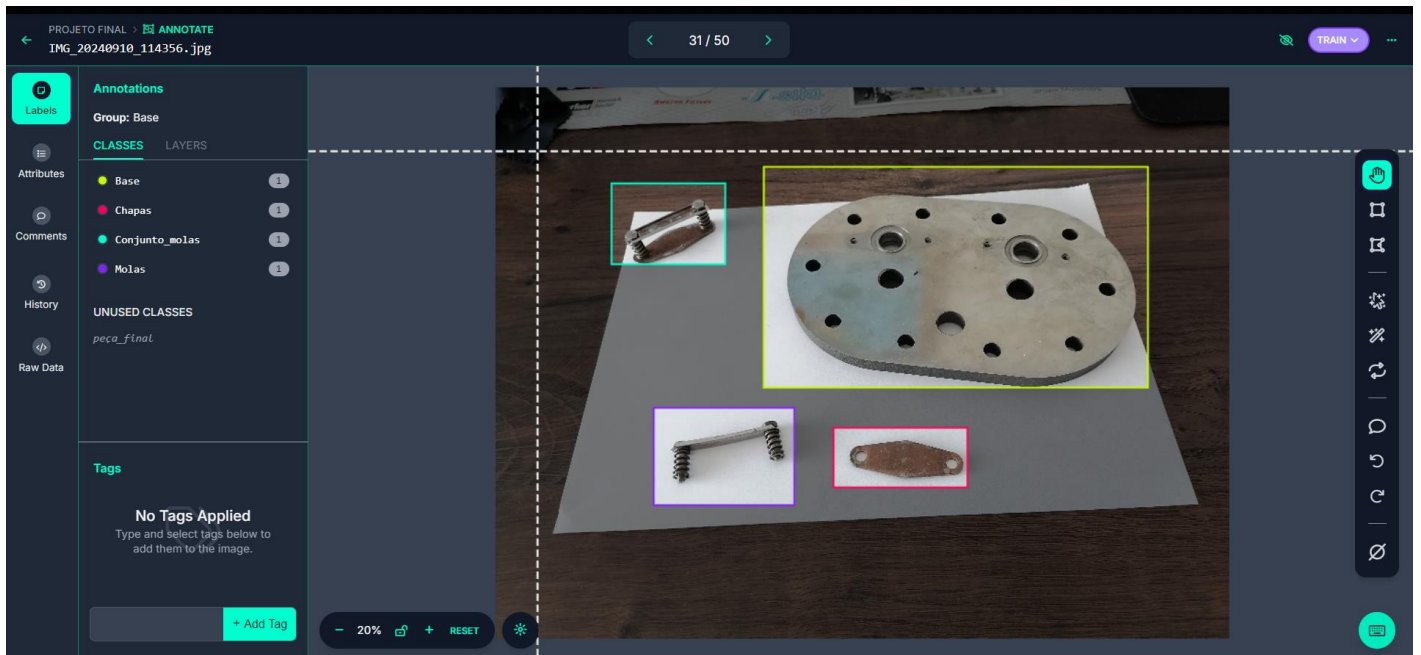 PROJETO FINAL > ANNOTATE
IMG_20240910_114356.jpg
31 / 50
TRAIN
Labels
Attributes
Comments
History
Raw Data
Annotations
Group: Base
CLASSES LAYERS
Base 1
Chapas 1
Conjunto_molas 1
Molas 1
UNUSED CLASSES
peça_final
Tags
No Tags Applied
Type and select tags below to
add them to the image.
+ Add Tag
20%
+ RESET